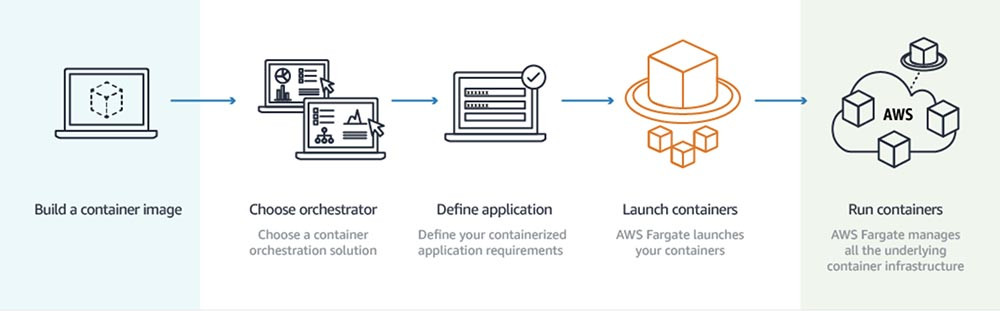 AWS
Build a container image
Choose orchestrator
Choose a container
orchestration solution
Define application
Define your containerized
application requirements
Launch containers
AWS Fargate launches
your containers
Run containers
AWS Fargate manages
all the underlying
container infrastructure